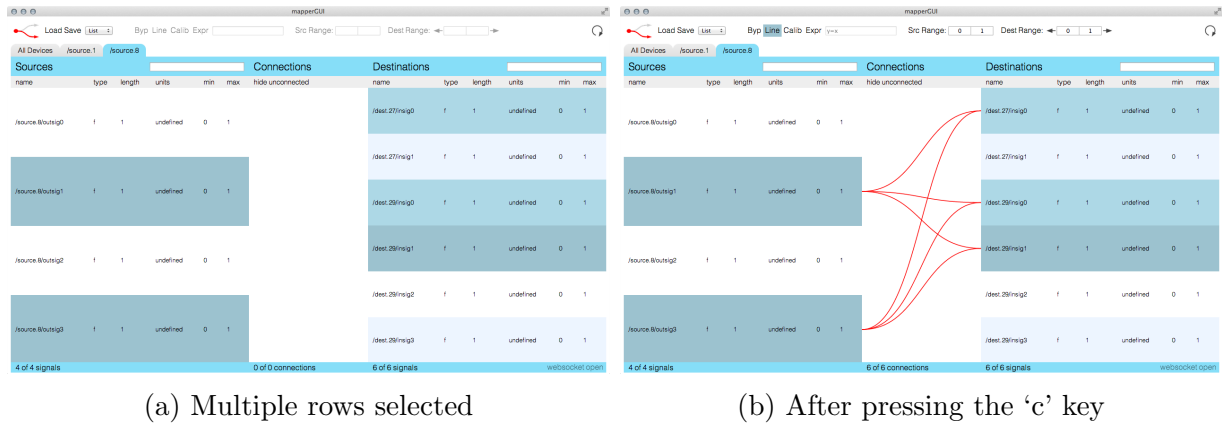 mapperGUI
Load Save List Byp Line Calib Expr Src Range: Dest Range:
All Devices /source.1 /source.8
Sources Connections Destinations
name type length units min max hide unconnected name type length units min max
/dest.27/insig0 f 1 undefined 0 1
/source.8/outsig0 f 1 undefined 0 1
/dest.27/insig1 f 1 undefined 0 1
/source.8/outsig1 f 1 undefined 0 1
/dest.29/insig0 f 1 undefined 0 1
/dest.29/insig1 f 1 undefined 0 1
/source.8/outsig2 f 1 undefined 0 1
/dest.29/insig2 f 1 undefined 0 1
/source.8/outsig3 f 1 undefined 0 1
/dest.29/insig3 f 1 undefined 0 1
4 of 4 signals 0 of 0 connections 6 of 6 signals websocket open
(a) Multiple rows selected
mapperGUI
Load Save List Byp Line Calib Expr y=x Src Range: 0 1 Dest Range: 0 1
All Devices /source.1 /source.8
Sources Connections Destinations
name type length units min max hide unconnected name type length units min max
/dest.27/insig0 f 1 undefined 0 1
/source.8/outsig0 f 1 undefined 0 1
/dest.27/insig1 f 1 undefined 0 1
/source.8/outsig1 f 1 undefined 0 1
/dest.29/insig0 f 1 undefined 0 1
/dest.29/insig1 f 1 undefined 0 1
/source.8/outsig2 f 1 undefined 0 1
/dest.29/insig2 f 1 undefined 0 1
/source.8/outsig3 f 1 undefined 0 1
/dest.29/insig3 f 1 undefined 0 1
4 of 4 signals 6 of 6 connections 6 of 6 signals websocket open
(b) After pressing the ‘c’ key